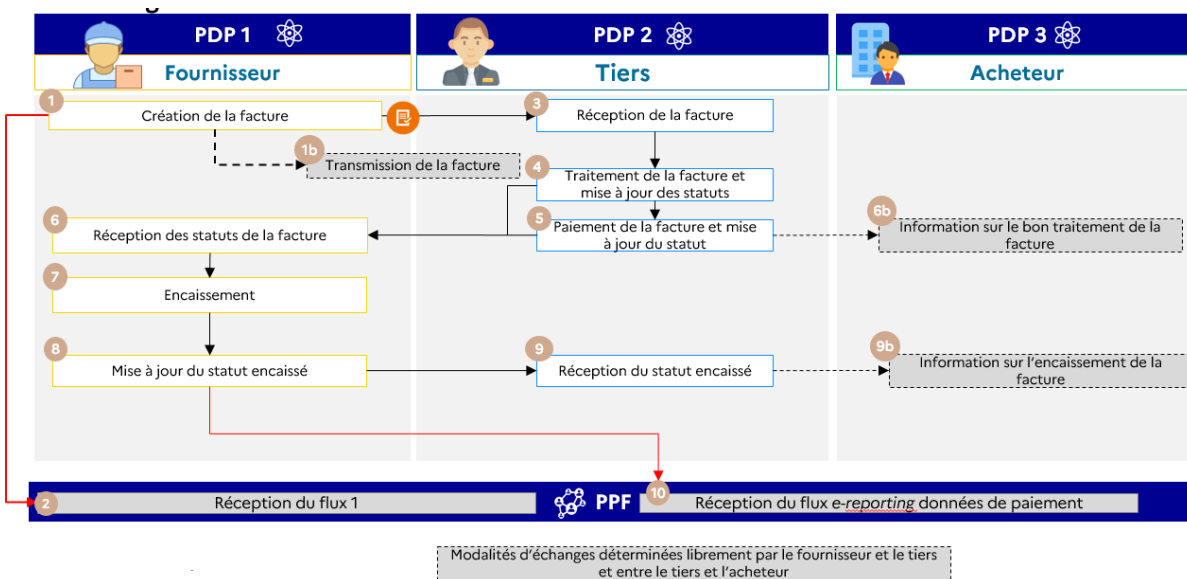 PDP 1
PDP 2
PDP 3
Fournisseur
Tiers
Acheteur
1
Création de la facture
3
Réception de la facture
1b
Transmission de la facture
4
Traitement de la facture et
mise à jour des statuts
5
Paiement de la facture et mise
à jour du statut
6
Réception des statuts de la facture
6b
Information sur le bon traitement de la
facture
7
Encaissement
8
Mise à jour du statut encaissé
9
Réception du statut encaissé
9b
Information sur l'encaissement de la
facture
2
Réception du flux 1
PPF
10
Réception du flux e-reporting données de paiement
Modalités d'échanges déterminées librement par le fournisseur et le tiers
et entre le tiers et l'acheteur